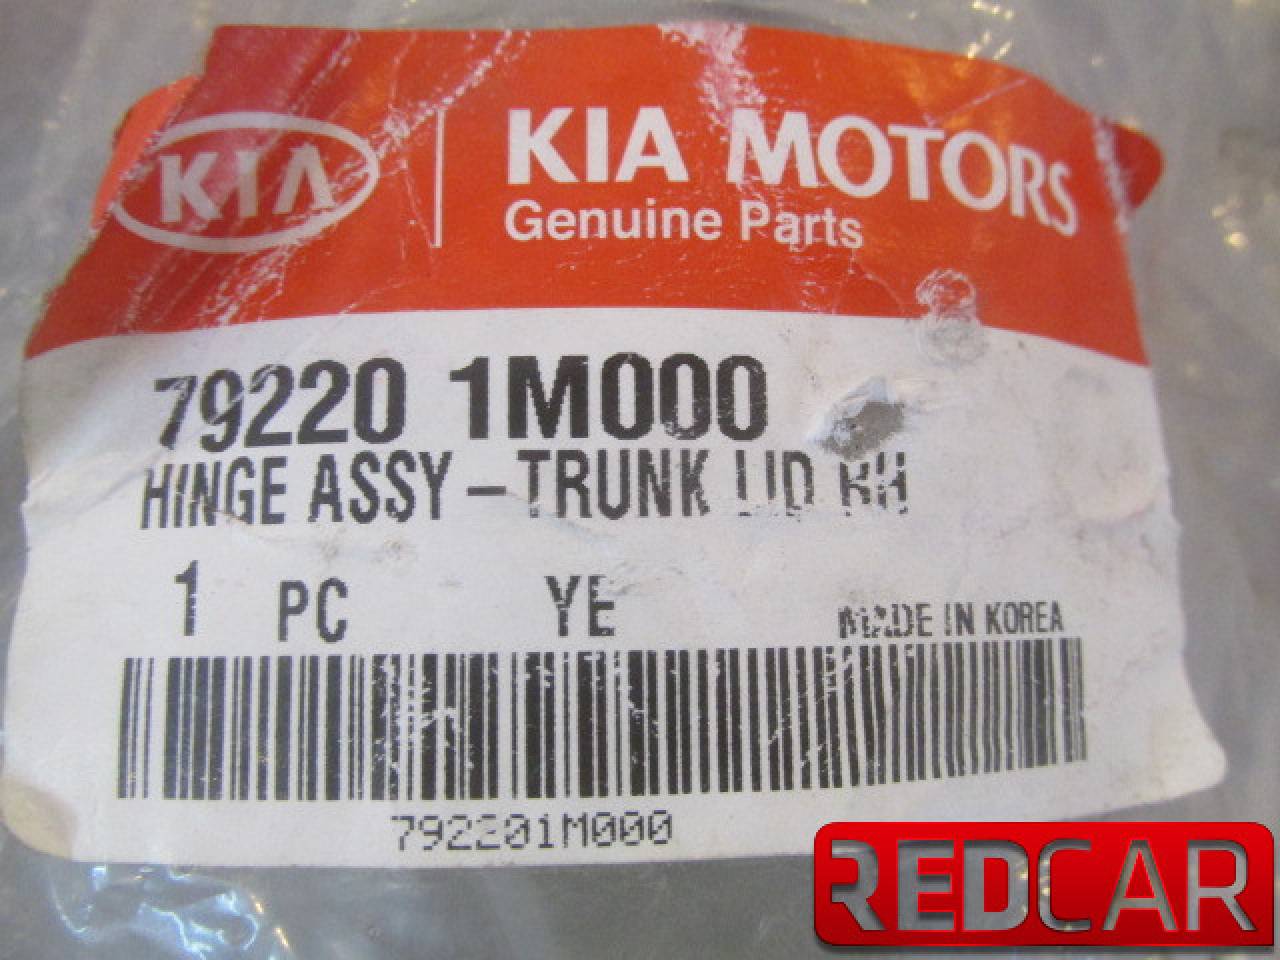 KIA
KIA MOTORS
Genuine Parts
79220 1M000
HINGE ASSY-TRUNK LID RH
1 PC YE
MADE IN KOREA
792201M000
REDCAR